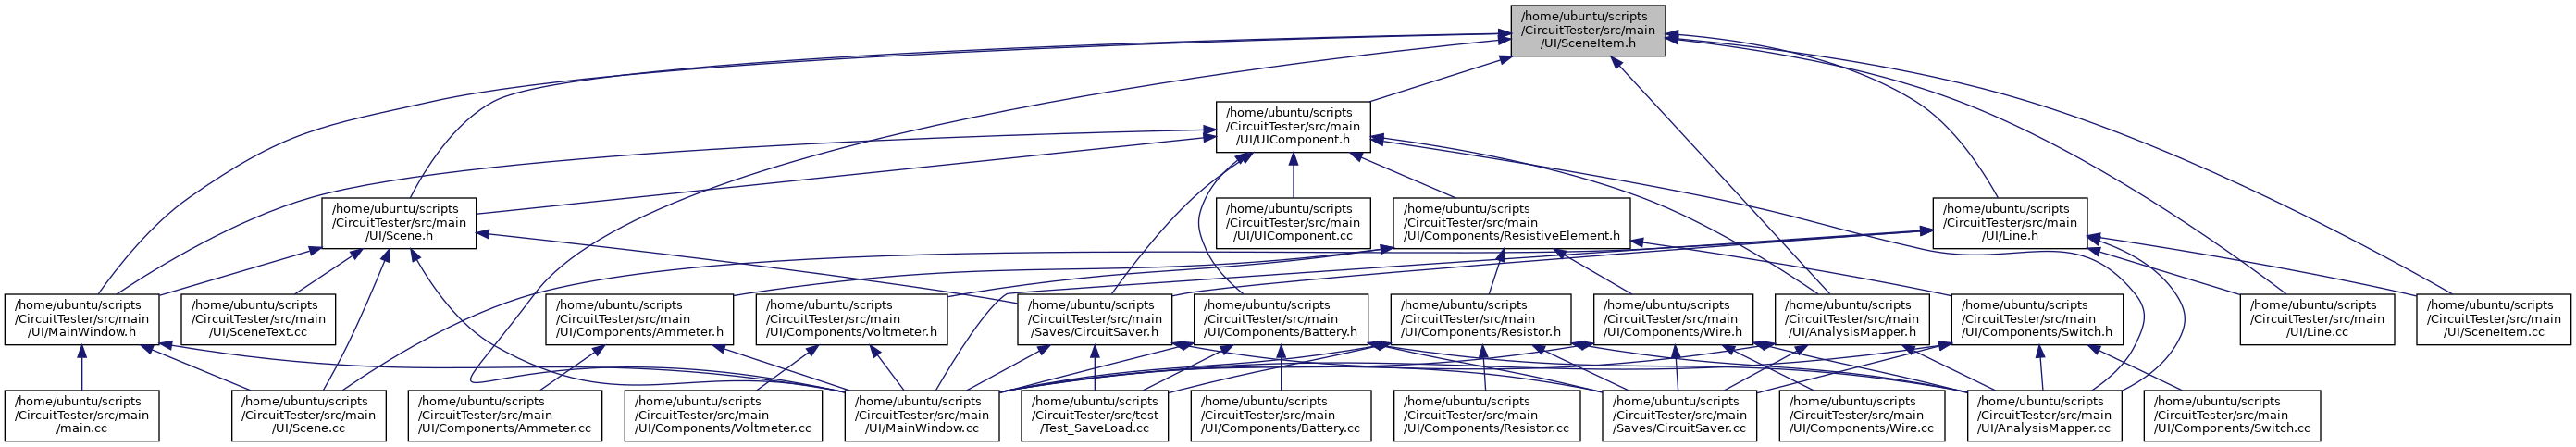 /home/ubuntu/scripts
/CircuitTester/src/main
/UI/SceneItem.h
/home/ubuntu/scripts
/CircuitTester/src/main
/UI/UIComponent.h
/home/ubuntu/scripts
/CircuitTester/src/main
/UI/Scene.h
/home/ubuntu/scripts
/CircuitTester/src/main
/UI/UIComponent.cc
/home/ubuntu/scripts
/CircuitTester/src/main
/UI/Components/ResistiveElement.h
/home/ubuntu/scripts
/CircuitTester/src/main
/UI/Line.h
/home/ubuntu/scripts
/CircuitTester/src/main
/UI/MainWindow.h
/home/ubuntu/scripts
/CircuitTester/src/main
/UI/SceneText.cc
/home/ubuntu/scripts
/CircuitTester/src/main
/UI/Components/Ammeter.h
/home/ubuntu/scripts
/CircuitTester/src/main
/UI/Components/Voltmeter.h
/home/ubuntu/scripts
/CircuitTester/src/main
/Saves/CircuitSaver.h
/home/ubuntu/scripts
/CircuitTester/src/main
/UI/Components/Battery.h
/home/ubuntu/scripts
/CircuitTester/src/main
/UI/Components/Resistor.h
/home/ubuntu/scripts
/CircuitTester/src/main
/UI/Components/Wire.h
/home/ubuntu/scripts
/CircuitTester/src/main
/UI/AnalysisMapper.h
/home/ubuntu/scripts
/CircuitTester/src/main
/UI/Components/Switch.h
/home/ubuntu/scripts
/CircuitTester/src/main
/UI/Line.cc
/home/ubuntu/scripts
/CircuitTester/src/main
/UI/SceneItem.cc
/home/ubuntu/scripts
/CircuitTester/src/main
/main.cc
/home/ubuntu/scripts
/CircuitTester/src/main
/UI/Scene.cc
/home/ubuntu/scripts
/CircuitTester/src/main
/UI/Components/Ammeter.cc
/home/ubuntu/scripts
/CircuitTester/src/main
/UI/Components/Voltmeter.cc
/home/ubuntu/scripts
/CircuitTester/src/main
/UI/MainWindow.cc
/home/ubuntu/scripts
/CircuitTester/src/test
/Test_SaveLoad.cc
/home/ubuntu/scripts
/CircuitTester/src/main
/UI/Components/Battery.cc
/home/ubuntu/scripts
/CircuitTester/src/main
/UI/Components/Resistor.cc
/home/ubuntu/scripts
/CircuitTester/src/main
/Saves/CircuitSaver.cc
/home/ubuntu/scripts
/CircuitTester/src/main
/UI/Components/Wire.cc
/home/ubuntu/scripts
/CircuitTester/src/main
/UI/AnalysisMapper.cc
/home/ubuntu/scripts
/CircuitTester/src/main
/UI/Components/Switch.cc